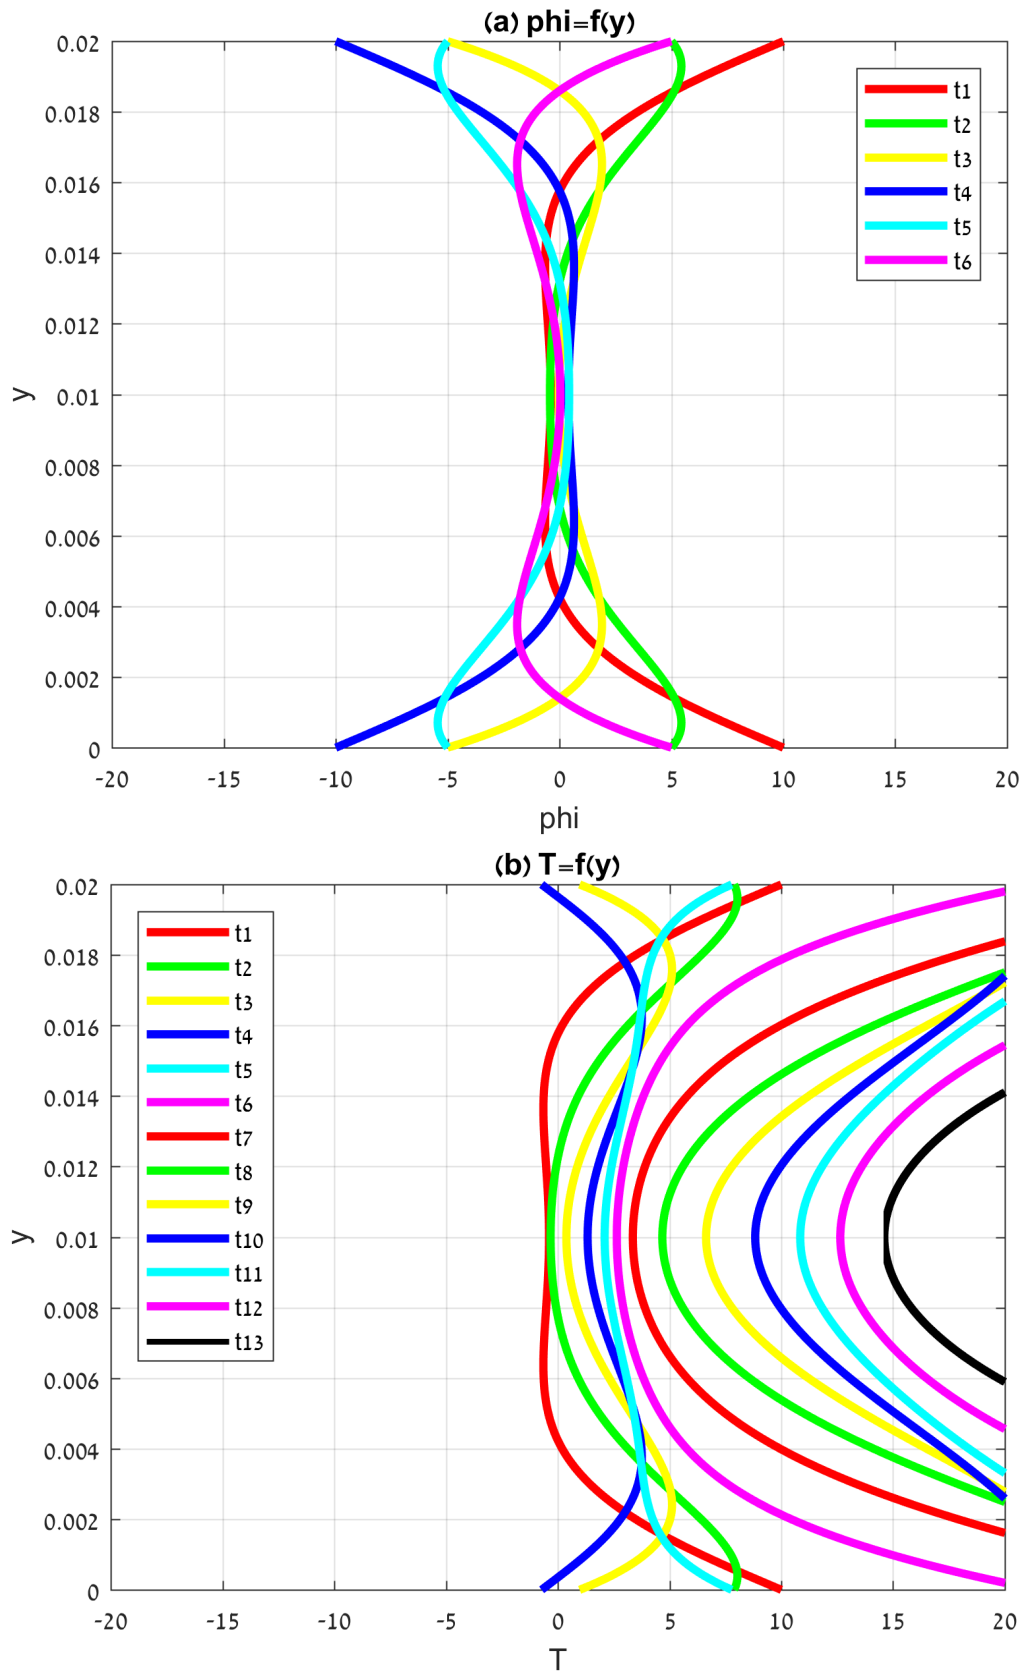 (a) phi=f(y)
0.02
0.018
0.016
0.014
0.012
0.01
0.008
0.006
0.004
0.002
0
y
t1
t2
t3
t4
t5
t6
-20 -15 -10 -5 0 5 10 15 20
phi
(b) T=f(y)
0.02
0.018
0.016
0.014
0.012
0.01
0.008
0.006
0.004
0.002
0
y
t1
t2
t3
t4
t5
t6
t7
t8
t9
t10
t11
t12
t13
-20 -15 -10 -5 0 5 10 15 20
T